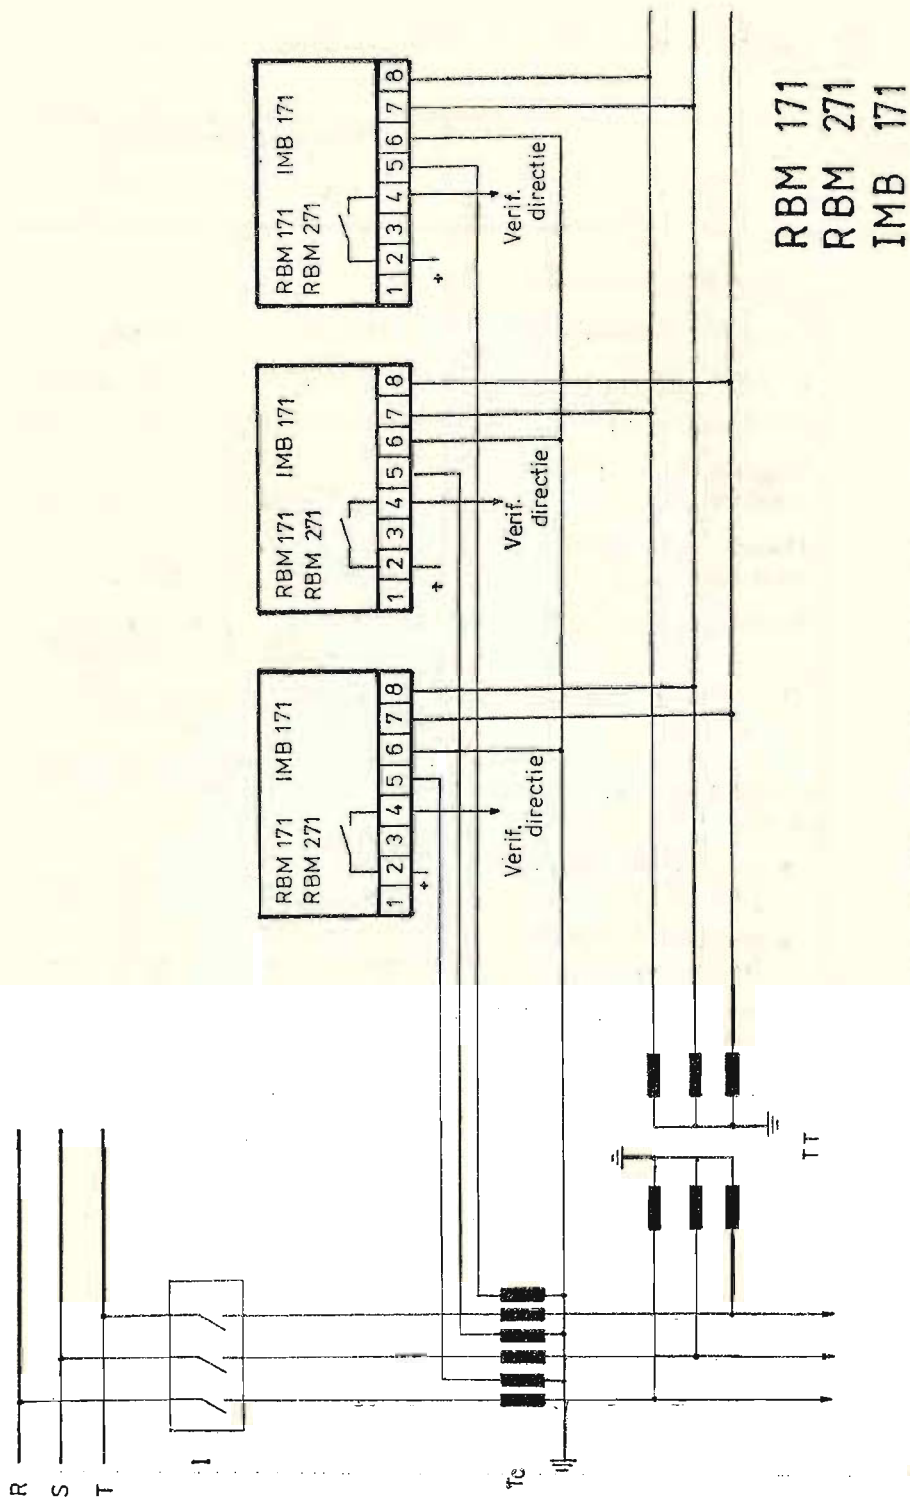 R
S
T
I
Tc
TT
RBM 171 IMB 171
RBM 271
1 2 3 4 5 6 7 8
+
Verif.
directie
RBM 171 IMB 171
RBM 271
1 2 3 4 5 6 7 8
+
Verif.
directie
RBM 171 IMB 171
RBM 271
1 2 3 4 5 6 7 8
+
Verif.
directie
RBM 171
RBM 271
IMB 171